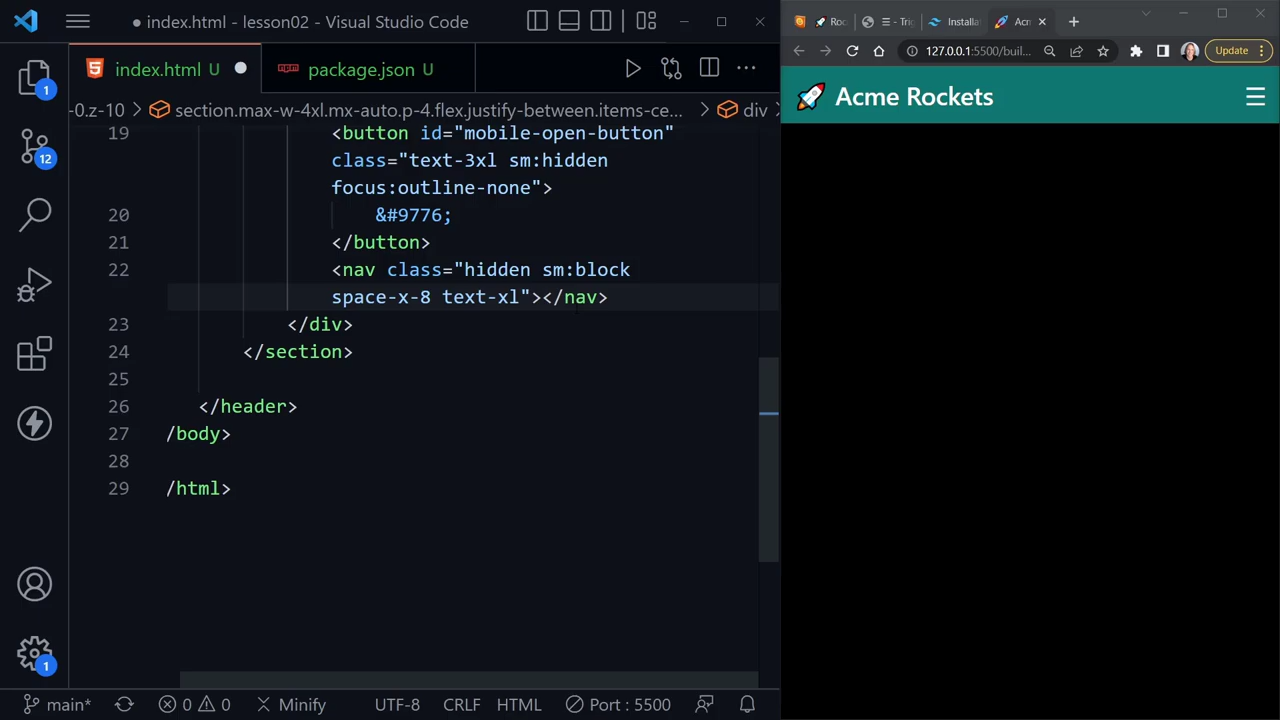 index.html - lesson02 - Visual Studio Code
index.html U
package.json U
-0.z-10 > section.max-w-4xl.mx-auto.p-4.flex.justify-between.items-ce... > div
19 <button id="mobile-open-button"
class="text-3xl sm:hidden
focus:outline-none">
20 &#9776;
21 </button>
22 <nav class="hidden sm:block
space-x-8 text-xl"></nav>
23 </div>
24 </section>
25
26 </header>
27 /body>
28
29 /html>
1
12
1
main*
0
0
Minify
UTF-8
CRLF
HTML
Port : 5500
Roc
☰ - Trig
Installa
Acm
127.0.0.1:5500/buil...
Update
🚀 Acme Rockets
☰